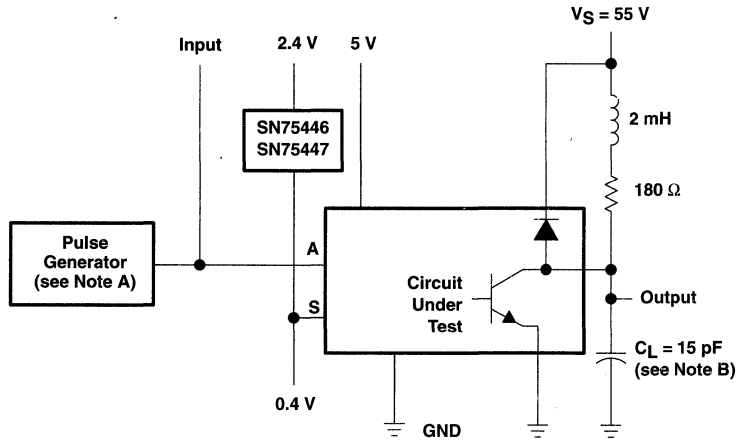 VS = 55 V
Input
2.4 V
5 V
SN75446
SN75447
2 mH
180 Ω
Pulse
Generator
(see Note A)
A
S
Circuit
Under
Test
Output
CL = 15 pF
(see Note B)
0.4 V
GND